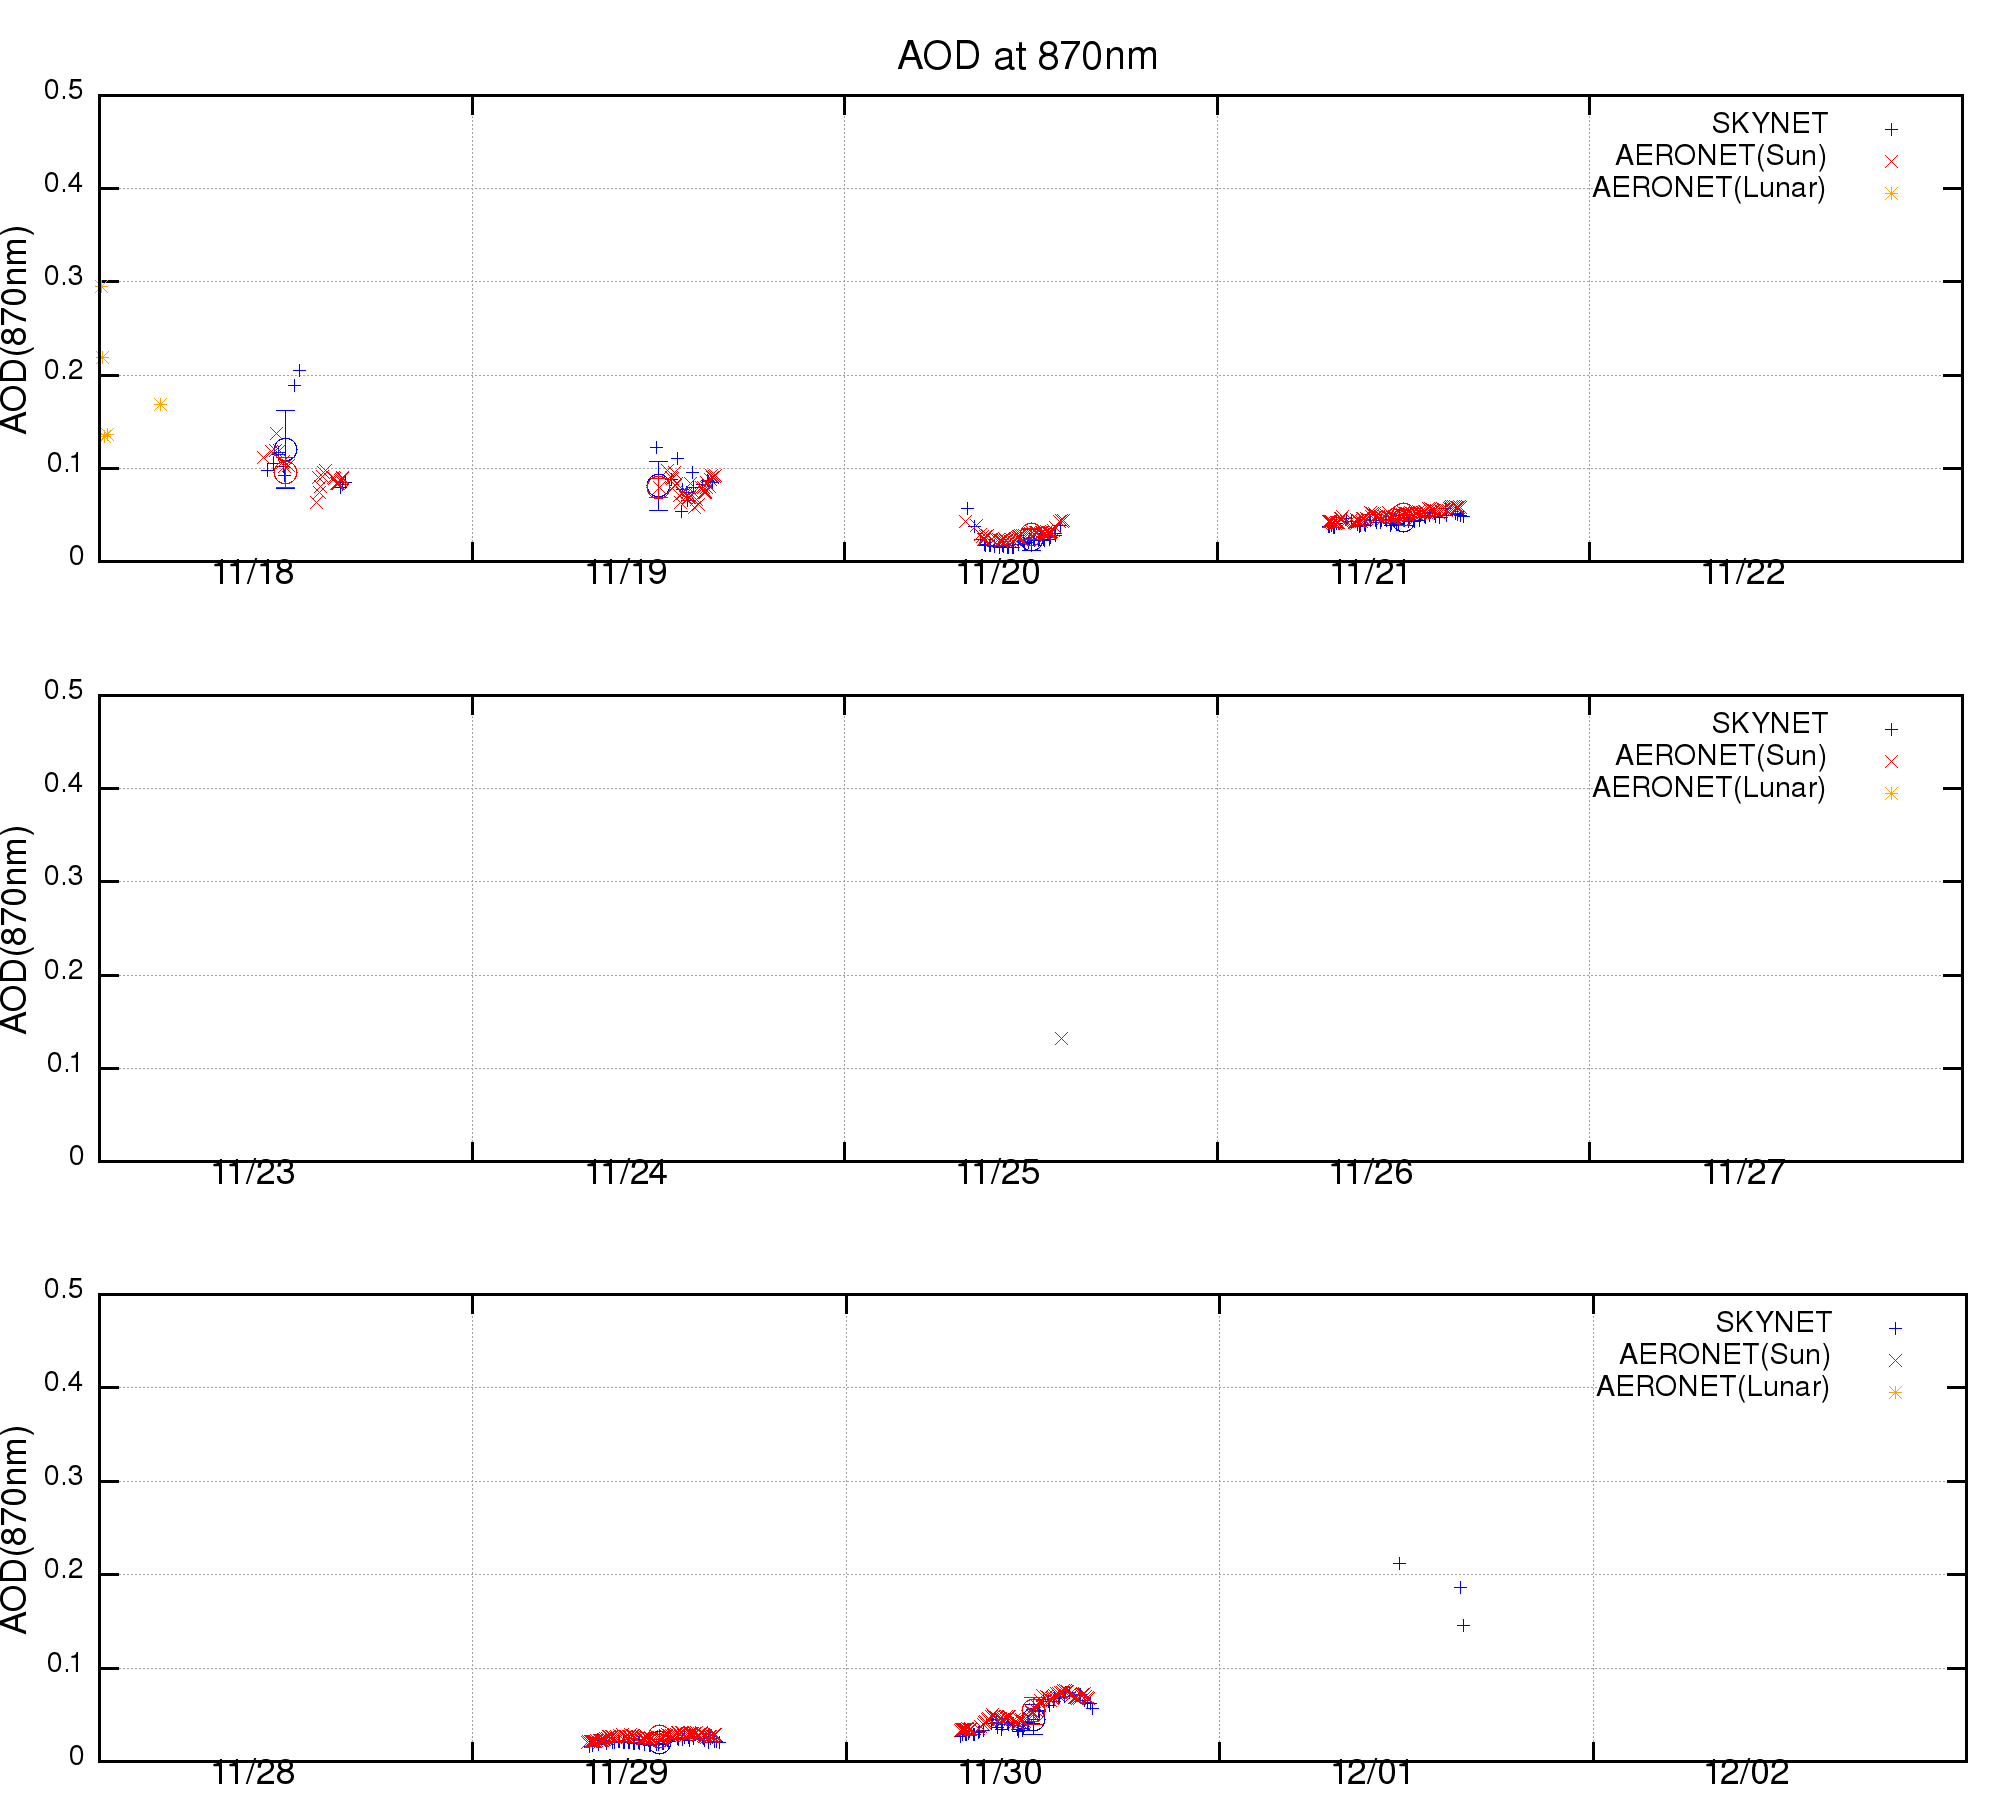 AOD at 870nm
0.5
0.4
0.3
0.2
0.1
0
AOD(870nm)
SKYNET
AERONET(Sun)
AERONET(Lunar)
11/18
11/19
11/20
11/21
11/22
0.5
0.4
0.3
0.2
0.1
0
AOD(870nm)
SKYNET
AERONET(Sun)
AERONET(Lunar)
11/23
11/24
11/25
11/26
11/27
0.5
0.4
0.3
0.2
0.1
0
AOD(870nm)
SKYNET
AERONET(Sun)
AERONET(Lunar)
11/28
11/29
11/30
12/01
12/02